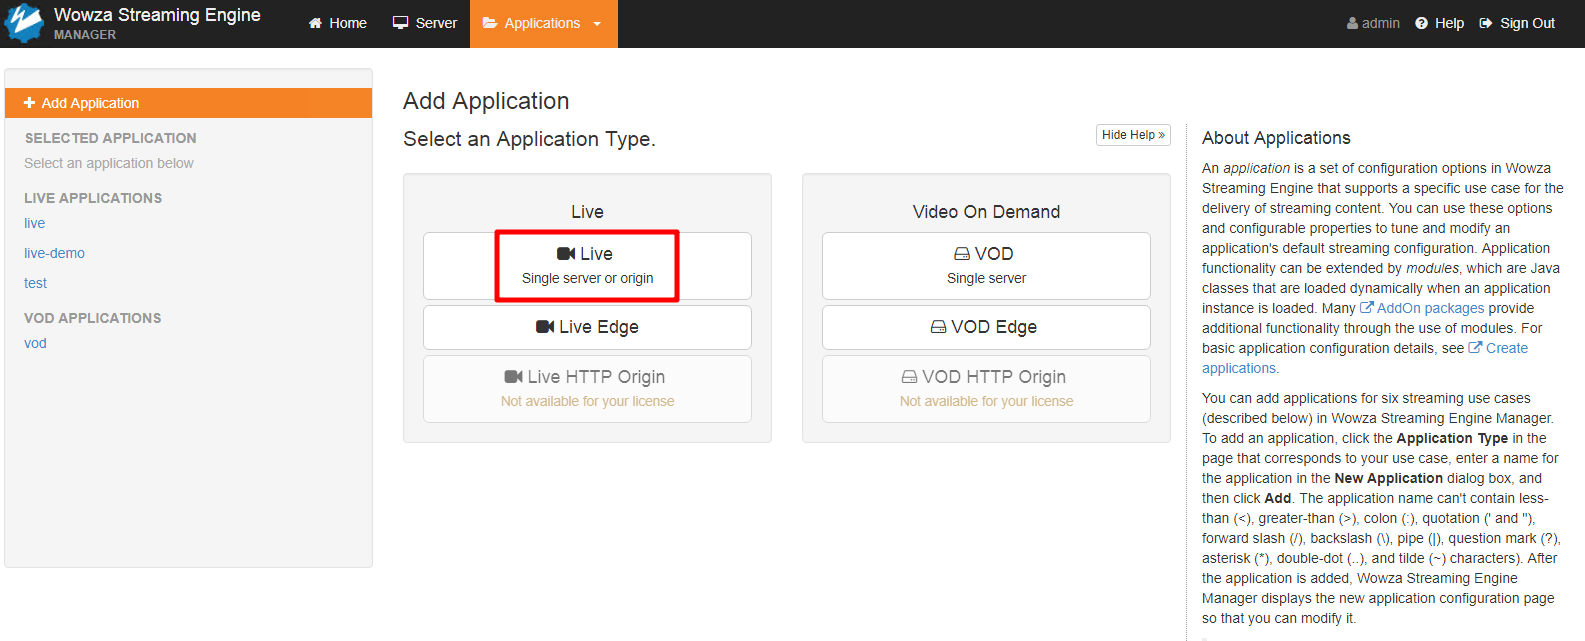 Wowza Streaming Engine
MANAGER
Home
Server
Applications
admin
Help
Sign Out
Add Application
SELECTED APPLICATION
Select an application below
LIVE APPLICATIONS
live
live-demo
test
VOD APPLICATIONS
vod
Add Application
Select an Application Type.
Hide Help »
Live
Live
Single server or origin
Live Edge
Live HTTP Origin
Not available for your license
Video On Demand
VOD
Single server
VOD Edge
VOD HTTP Origin
Not available for your license
About Applications
An application is a set of configuration options in Wowza
Streaming Engine that supports a specific use case for the
delivery of streaming content. You can use these options
and configurable properties to tune and modify an
application's default streaming configuration. Application
functionality can be extended by modules, which are Java
classes that are loaded dynamically when an application
instance is loaded. Many AddOn packages provide
additional functionality through the use of modules. For
basic application configuration details, see Create
applications.
You can add applications for six streaming use cases
(described below) in Wowza Streaming Engine Manager.
To add an application, click the Application Type in the
page that corresponds to your use case, enter a name for
the application in the New Application dialog box, and
then click Add. The application name can't contain less-
than (<), greater-than (>), colon (:), quotation (' and "),
forward slash (/), backslash (\), pipe (|), question mark (?),
asterisk (*), double-dot (..), and tilde (~) characters). After
the application is added, Wowza Streaming Engine
Manager displays the new application configuration page
so that you can modify it.